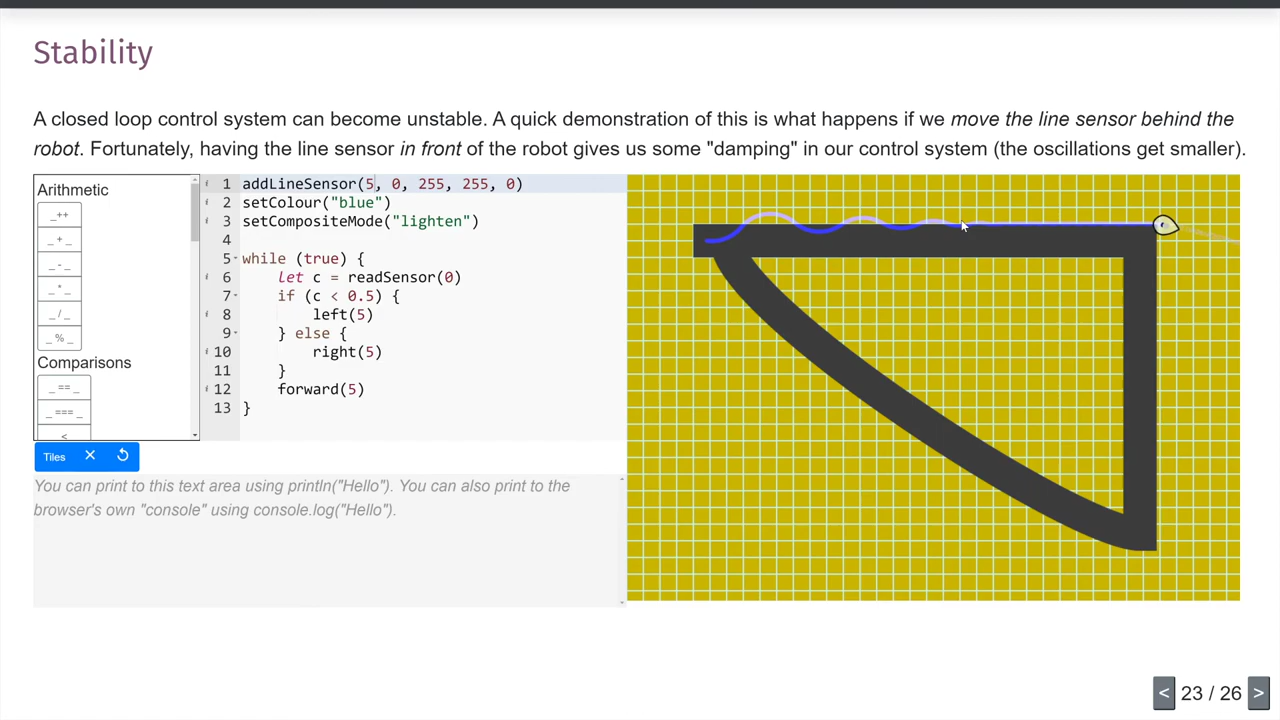 Stability
A closed loop control system can become unstable. A quick demonstration of this is what happens if we move the line sensor behind the
robot. Fortunately, having the line sensor in front of the robot gives us some "damping" in our control system (the oscillations get smaller).
Arithmetic
_++
_ + _
_ - _
_ * _
_ / _
_ % _
Comparisons
_ == _
_ === _
<
i 1 addLineSensor(5, 0, 255, 255, 0)
i 2 setColour("blue")
i 3 setCompositeMode("lighten")
4
5 while (true) {
i 6 let c = readSensor(0)
7 if (c < 0.5) {
i 8 left(5)
9 } else {
i 10 right(5)
11 }
i 12 forward(5)
13 }
Tiles
You can print to this text area using println("Hello"). You can also print to the
browser's own "console" using console.log("Hello").
< 23 / 26 >